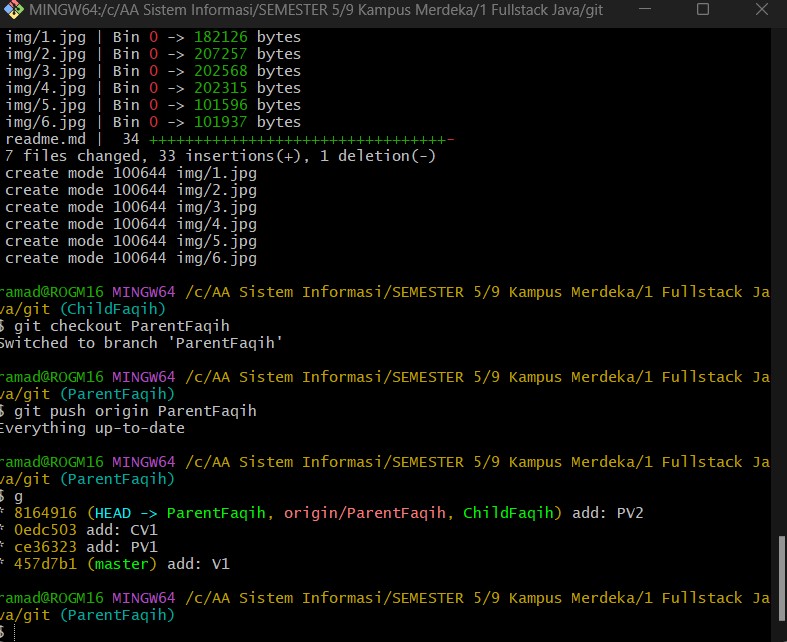 MINGW64:/c/AA Sistem Informasi/SEMESTER 5/9 Kampus Merdeka/1 Fullstack Java/git
img/1.jpg | Bin 0 -> 182126 bytes
img/2.jpg | Bin 0 -> 207257 bytes
img/3.jpg | Bin 0 -> 202568 bytes
img/4.jpg | Bin 0 -> 202315 bytes
img/5.jpg | Bin 0 -> 101596 bytes
img/6.jpg | Bin 0 -> 101937 bytes
readme.md |  34 +++++++++++++++++++++++++++++++++-
7 files changed, 33 insertions(+), 1 deletion(-)
create mode 100644 img/1.jpg
create mode 100644 img/2.jpg
create mode 100644 img/3.jpg
create mode 100644 img/4.jpg
create mode 100644 img/5.jpg
create mode 100644 img/6.jpg
ramad@ROGM16 MINGW64 /c/AA Sistem Informasi/SEMESTER 5/9 Kampus Merdeka/1 Fullstack Ja
va/git (ChildFaqih)
$ git checkout ParentFaqih
Switched to branch 'ParentFaqih'
ramad@ROGM16 MINGW64 /c/AA Sistem Informasi/SEMESTER 5/9 Kampus Merdeka/1 Fullstack Ja
va/git (ParentFaqih)
$ git push origin ParentFaqih
Everything up-to-date
ramad@ROGM16 MINGW64 /c/AA Sistem Informasi/SEMESTER 5/9 Kampus Merdeka/1 Fullstack Ja
va/git (ParentFaqih)
$ g
* 8164916 (HEAD -> ParentFaqih, origin/ParentFaqih, ChildFaqih) add: PV2
* 0edc503 add: CV1
* ce36323 add: PV1
* 457d7b1 (master) add: V1
ramad@ROGM16 MINGW64 /c/AA Sistem Informasi/SEMESTER 5/9 Kampus Merdeka/1 Fullstack Ja
va/git (ParentFaqih)
$